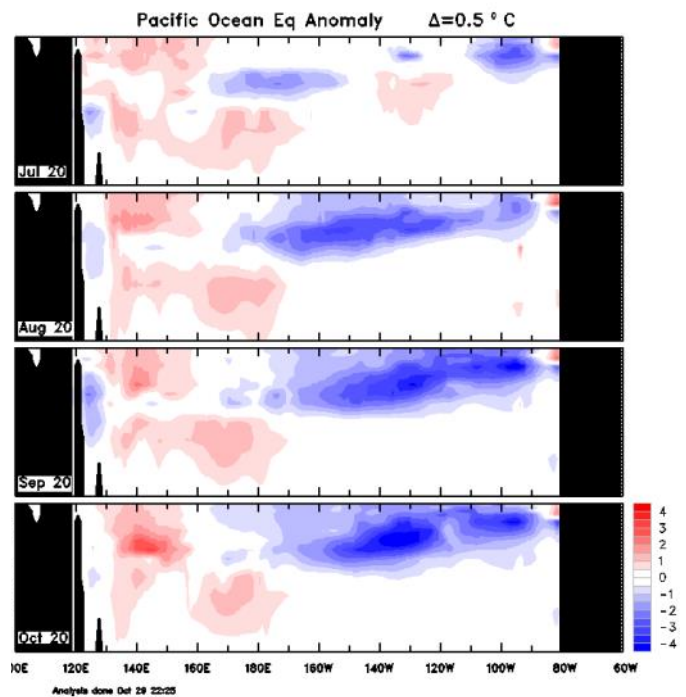 Pacific Ocean Eq Anomaly Δ=0.5 ° C
Jul 20
Aug 20
Sep 20
4
3
2
1
0
-1
-2
-3
-4
Oct 20
00E 120E 140E 160E 180E 160W 140W 120W 100W 80W 60W
Analysis done Oct 29 22:25